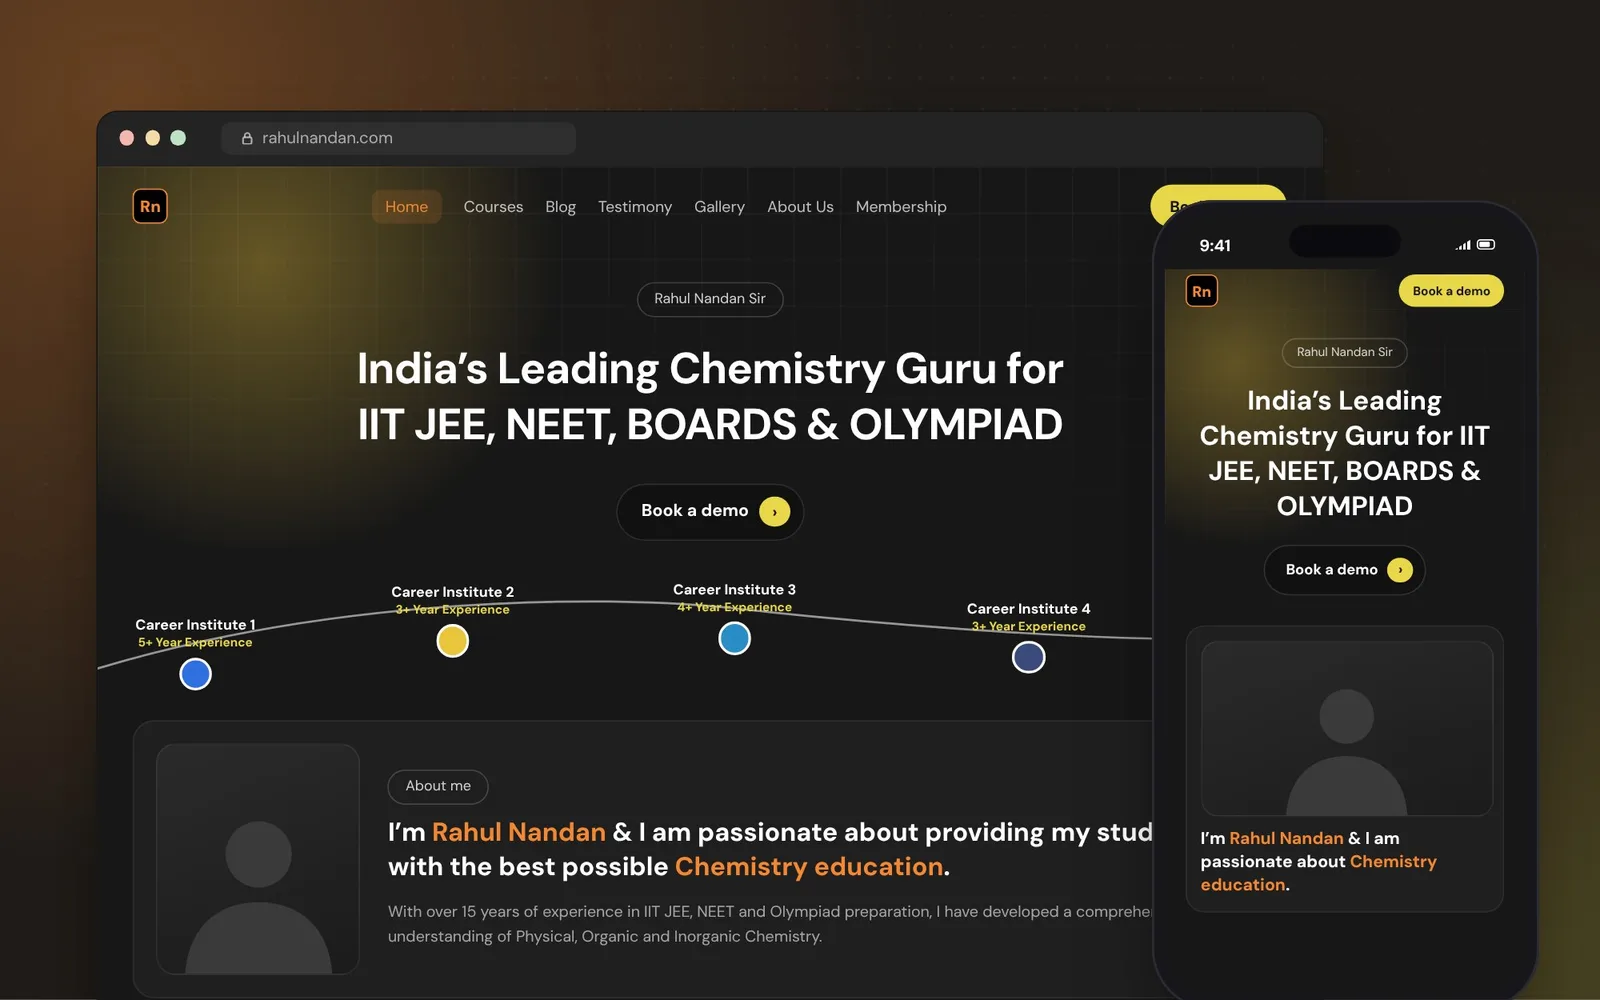 rahulnandan.com
Rn
Home Courses Blog Testimony Gallery About Us Membership
Rahul Nandan Sir
India’s Leading Chemistry Guru for
IIT JEE, NEET, BOARDS & OLYMPIAD
Book a demo
Career Institute 1
5+ Year Experience
Career Institute 2
3+ Year Experience
Career Institute 3
4+ Year Experience
Career Institute 4
3+ Year Experience
About me
I’m Rahul Nandan & I am passionate about providing my
with the best possible Chemistry education.
With over 15 years of experience in IIT JEE, NEET and Olympiad preparation, I have developed a
understanding of Physical, Organic and Inorganic Chemistry.
9:41
Rn
Book a demo
Rahul Nandan Sir
India’s Leading
Chemistry Guru for IIT
JEE, NEET, BOARDS &
OLYMPIAD
Book a demo
I’m Rahul Nandan & I am
passionate about Chemistry
education.